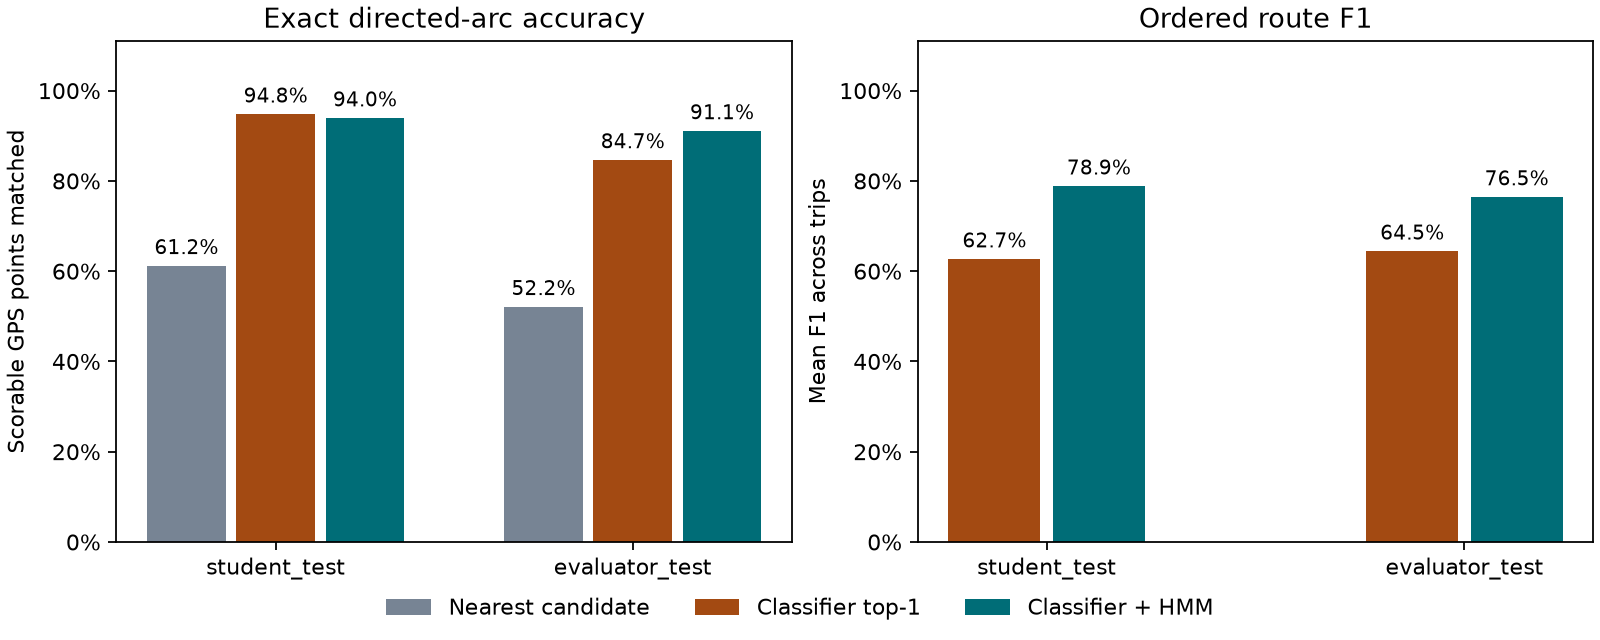 Exact directed-arc accuracy
Scorable GPS points matched
100%
80%
60%
40%
20%
0%
61.2%
94.8%
94.0%
52.2%
84.7%
91.1%
student_test
evaluator_test
Ordered route F1
Mean F1 across trips
100%
80%
60%
40%
20%
0%
62.7%
78.9%
64.5%
76.5%
student_test
evaluator_test
Nearest candidate
Classifier top-1
Classifier + HMM